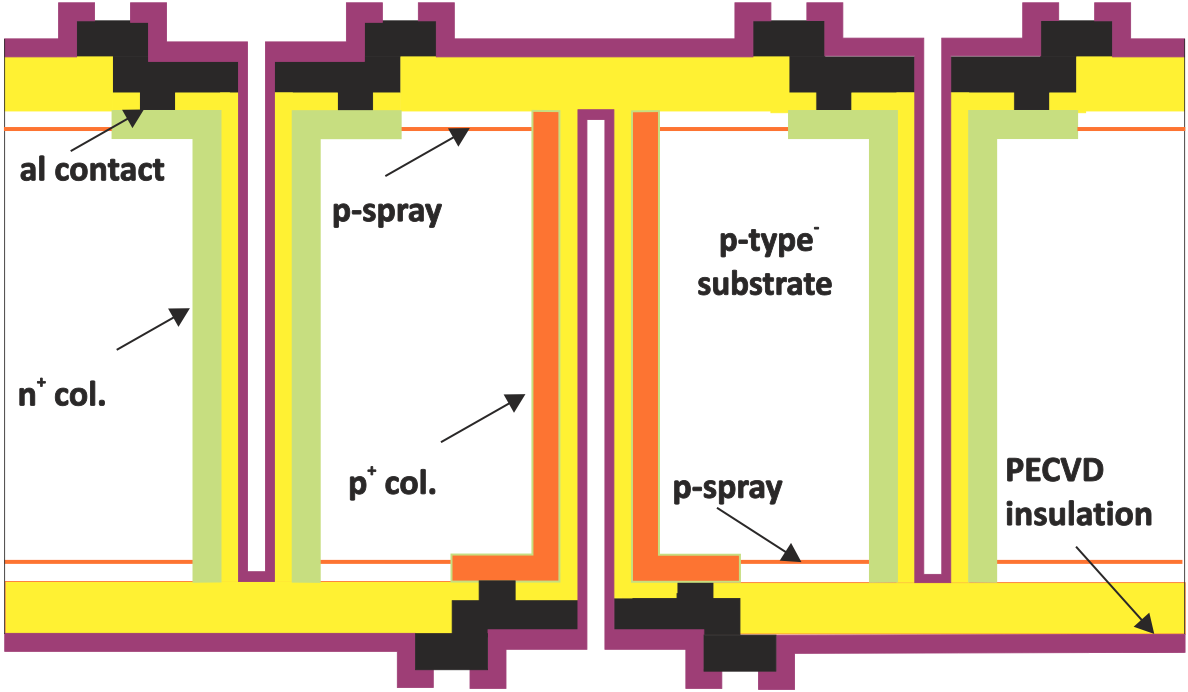 al contact
p-spray
p-type⁻
substrate
n⁺ col.
p⁺ col.
p-spray
PECVD
insulation